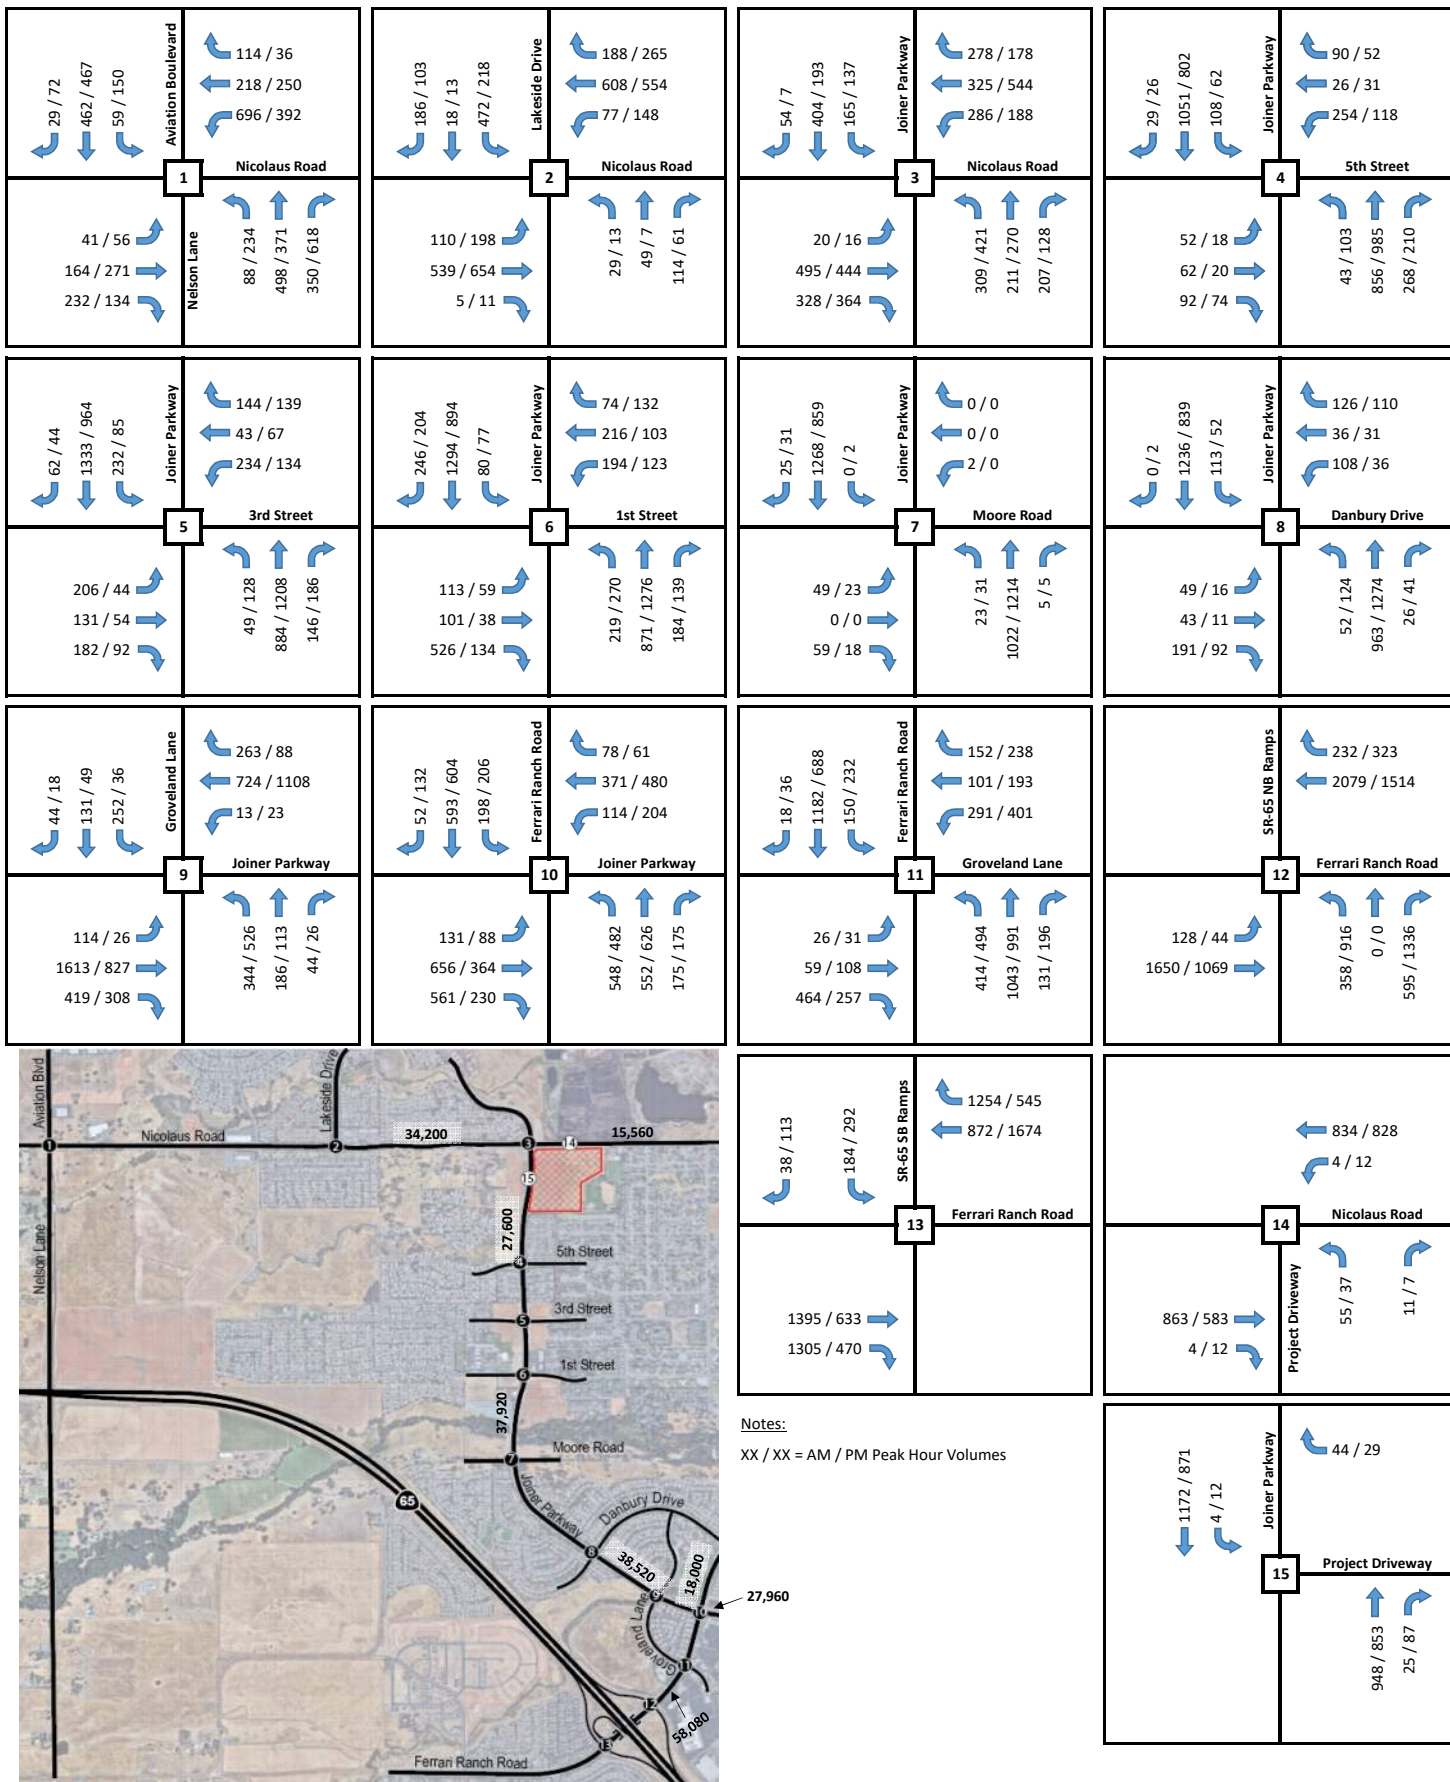 Aviation Boulevard
29 / 72
462 / 467
59 / 150
114 / 36
218 / 250
696 / 392
1
Nicolaus Road
41 / 56
164 / 271
232 / 134
Nelson Lane
88 / 234
498 / 371
350 / 618
Lakeside Drive
186 / 103
18 / 13
472 / 218
188 / 265
608 / 554
77 / 148
2
Nicolaus Road
110 / 198
539 / 654
5 / 11
29 / 13
49 / 7
114 / 61
Joiner Parkway
54 / 7
404 / 193
165 / 137
278 / 178
325 / 544
286 / 188
3
Nicolaus Road
20 / 16
495 / 444
328 / 364
309 / 421
211 / 270
207 / 128
Joiner Parkway
29 / 26
1051 / 802
108 / 62
90 / 52
26 / 31
254 / 118
4
5th Street
52 / 18
62 / 20
92 / 74
43 / 103
856 / 985
268 / 210
Joiner Parkway
62 / 44
1333 / 964
232 / 85
144 / 139
43 / 67
234 / 134
5
3rd Street
206 / 44
131 / 54
182 / 92
49 / 128
884 / 1208
146 / 186
Joiner Parkway
246 / 204
1294 / 894
80 / 77
74 / 132
216 / 103
194 / 123
6
1st Street
113 / 59
101 / 38
526 / 134
219 / 270
871 / 1276
184 / 139
Joiner Parkway
25 / 31
1268 / 859
0 / 2
0 / 0
0 / 0
2 / 0
7
Moore Road
49 / 23
0 / 0
59 / 18
23 / 31
1022 / 1214
5 / 5
Joiner Parkway
0 / 2
1236 / 839
113 / 52
126 / 110
36 / 31
108 / 36
8
Danbury Drive
49 / 16
43 / 11
191 / 92
52 / 124
963 / 1274
26 / 41
Groveland Lane
44 / 18
131 / 49
252 / 36
263 / 88
724 / 1108
13 / 23
9
Joiner Parkway
114 / 26
1613 / 827
419 / 308
344 / 526
186 / 113
44 / 26
Ferrari Ranch Road
52 / 132
593 / 604
198 / 206
78 / 61
371 / 480
114 / 204
10
Joiner Parkway
131 / 88
656 / 364
561 / 230
548 / 482
552 / 626
175 / 175
Ferrari Ranch Road
18 / 36
1182 / 688
150 / 232
152 / 238
101 / 193
291 / 401
11
Groveland Lane
26 / 31
59 / 108
464 / 257
414 / 494
1043 / 991
131 / 196
SR-65 NB Ramps
232 / 323
2079 / 1514
12
Ferrari Ranch Road
128 / 44
1650 / 1069
358 / 916
0 / 0
595 / 1336
Aviation Blvd
Lakeside Drive
1
Nicolaus Road
2
34,200
3
14
15,560
15
Nelson Lane
27,600
4
5th Street
5
3rd Street
6
1st Street
37,920
7
Moore Road
65
Joiner Parkway
Danbury Drive
8
38,520
9
18,000
10
27,960
Groveland Lane
11
12
58,080
13
Ferrari Ranch Road
SR-65 SB Ramps
38 / 113
184 / 292
1254 / 545
872 / 1674
13
Ferrari Ranch Road
1395 / 633
1305 / 470
834 / 828
4 / 12
14
Nicolaus Road
863 / 583
4 / 12
Project Driveway
55 / 37
11 / 7
Notes:
XX / XX = AM / PM Peak Hour Volumes
Joiner Parkway
1172 / 871
4 / 12
44 / 29
15
Project Driveway
948 / 853
25 / 87